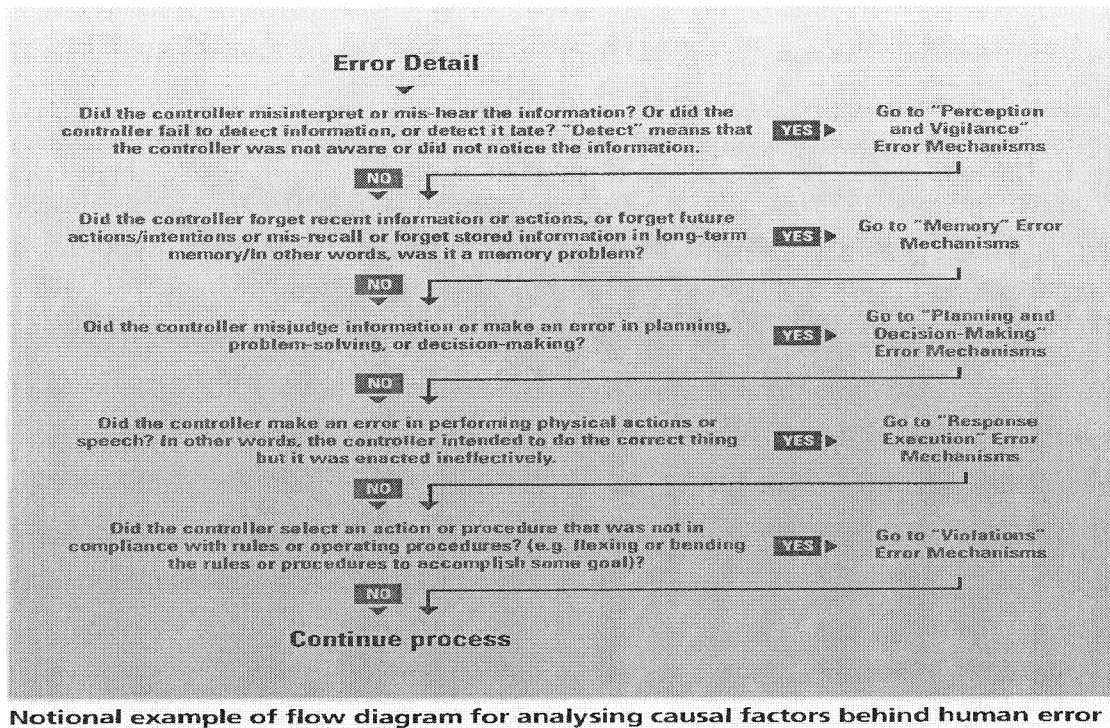 Error Detail
Did the controller misinterpret or mis-hear the information? Or did the
controller fail to detect information, or detect it late? "Detect" means that
the controller was not aware or did not notice the information.
YES
Go to "Perception
and Vigilance"
Error Mechanisms
NO
Did the controller forget recent information or actions, or forget future
actions/intentions or mis-recall or forget stored information in long-term
memory/In other words, was it a memory problem?
YES
Go to "Memory" Error
Mechanisms
NO
Did the controller misjudge information or make an error in planning,
problem-solving, or decision-making?
YES
Go to "Planning and
Decision-Making"
Error Mechanisms
NO
Did the controller make an error in performing physical actions or
speech? In other words, the controller intended to do the correct thing
but it was enacted ineffectively.
YES
Go to "Response
Execution" Error
Mechanisms
NO
Did the controller select an action or procedure that was not in
compliance with rules or operating procedures? (e.g. flexing or bending
the rules or procedures to accomplish some goal)?
YES
Go to "Violations"
Error Mechanisms
NO
Continue process
Notional example of flow diagram for analysing causal factors behind human error